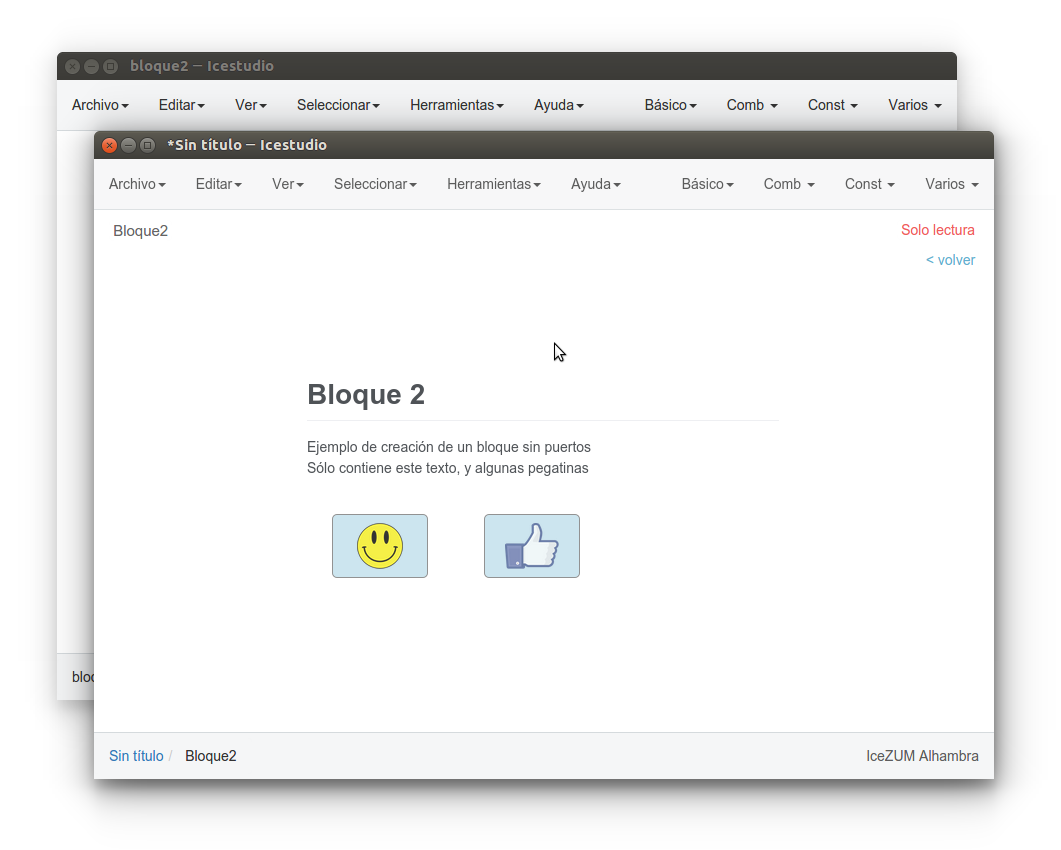 bloque2 – Icestudio
Archivo Editar Ver Seleccionar Herramientas Ayuda Básico Comb Const Varios
*Sin título – Icestudio
Archivo Editar Ver Seleccionar Herramientas Ayuda Básico Comb Const Varios
Bloque2 Solo lectura
< volver
Bloque 2
Ejemplo de creación de un bloque sin puertos
Sólo contiene este texto, y algunas pegatinas
Sin título / Bloque2 IceZUM Alhambra